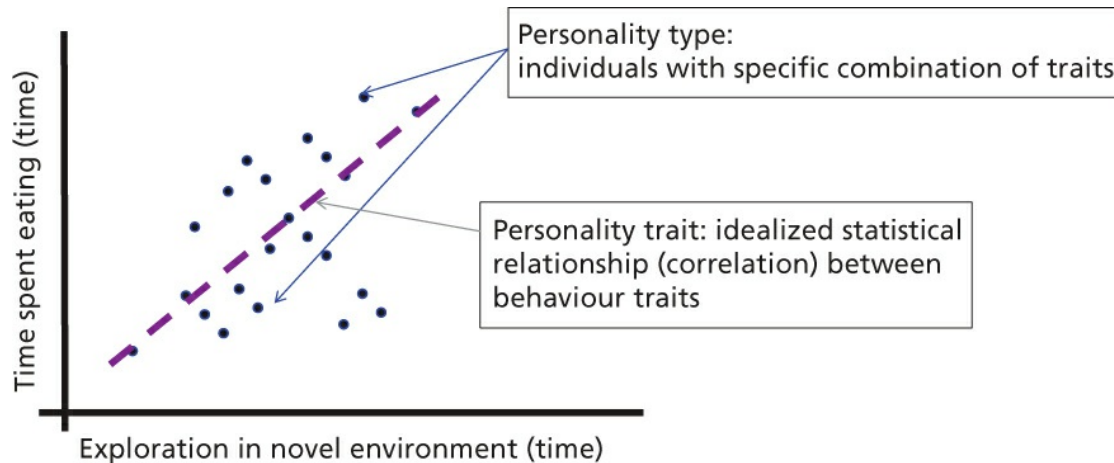 Personality type:
individuals with specific combination of traits
Time spent eating (time)
Personality trait: idealized statistical
relationship (correlation) between
behaviour traits
Exploration in novel environment (time)